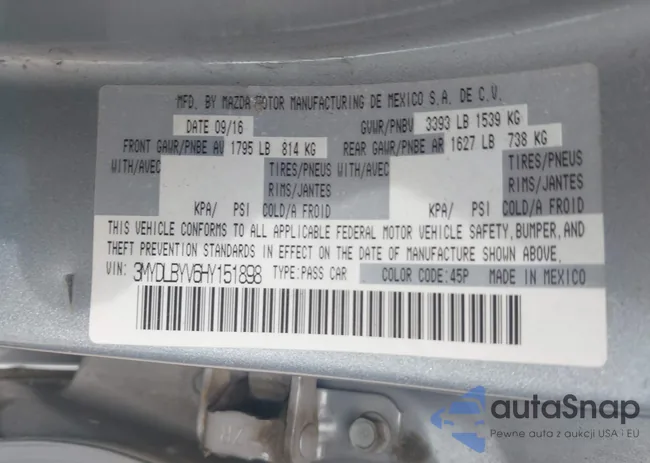 MFD. BY MAZDA MOTOR MANUFACTURING DE MEXICO S.A. DE C.V.
DATE 09/16 GVWR/PNBV 3393 LB 1539 KG
FRONT GAWR/PNBE AV 1795 LB 814 KG REAR GAWR/PNBE AR 1627 LB 738 KG
WITH/AVEC TIRES/PNEUS WITH/AVEC TIRES/PNEUS
RIMS/JANTES RIMS/JANTES
KPA/ PSI COLD/A FROID KPA/ PSI COLD/A FROID
THIS VEHICLE CONFORMS TO ALL APPLICABLE FEDERAL MOTOR VEHICLE SAFETY, BUMPER, AND
THEFT PREVENTION STANDARDS IN EFFECT ON THE DATE OF MANUFACTURE SHOWN ABOVE.
VIN: 3MYDLBYV6HY151898 TYPE:PASS CAR COLOR CODE:45P MADE IN MEXICO
autaSnap
Pewne auta z aukcji USA i EU